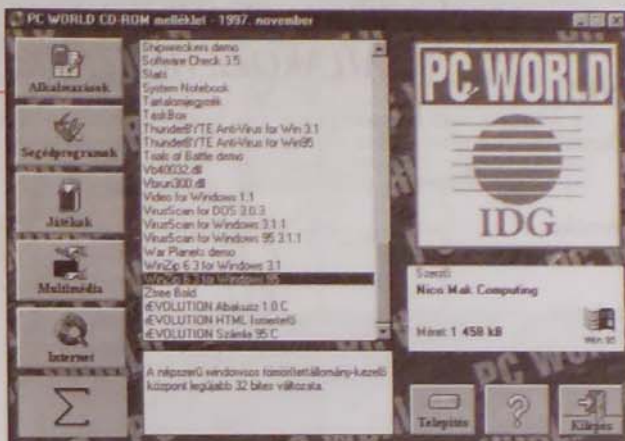 PC WORLD CD-ROM melléklet - 1997. november
Alkalmazások
Segédprogramok
Játékok
Multimédia
Internet
Σ
Shipwreckers demo
Software Check 3.5
Stats
System Notebook
Tartalomjegyzék
TaskBox
ThunderBYTE Anti-Virus for Win 3.1
ThunderBYTE Anti-Virus for Win95
Trails of Battle demo
Vb40032.dll
Vbrun300.dll
Video for Windows 1.1
VirusScan for DOS 3.0.3
VirusScan for Windows 3.1.1
VirusScan for Windows 95 3.1.1
War Planets demo
WinZip 6.3 for Windows 3.1
WinZip 6.3 for Windows 95
Ztree Bold
rEVOLUTION Abakusz 1.0 C
rEVOLUTION HTML Ismertető
rEVOLUTION Számla 95 C
A népszerű windowsos tömörítettállomány-kezelő
központ legújabb 32 bites változata.
PC WORLD
IDG
Szerző
Nico Mak Computing
Méret 1 458 kB
Win 95
Telepítés
?
Kilépés